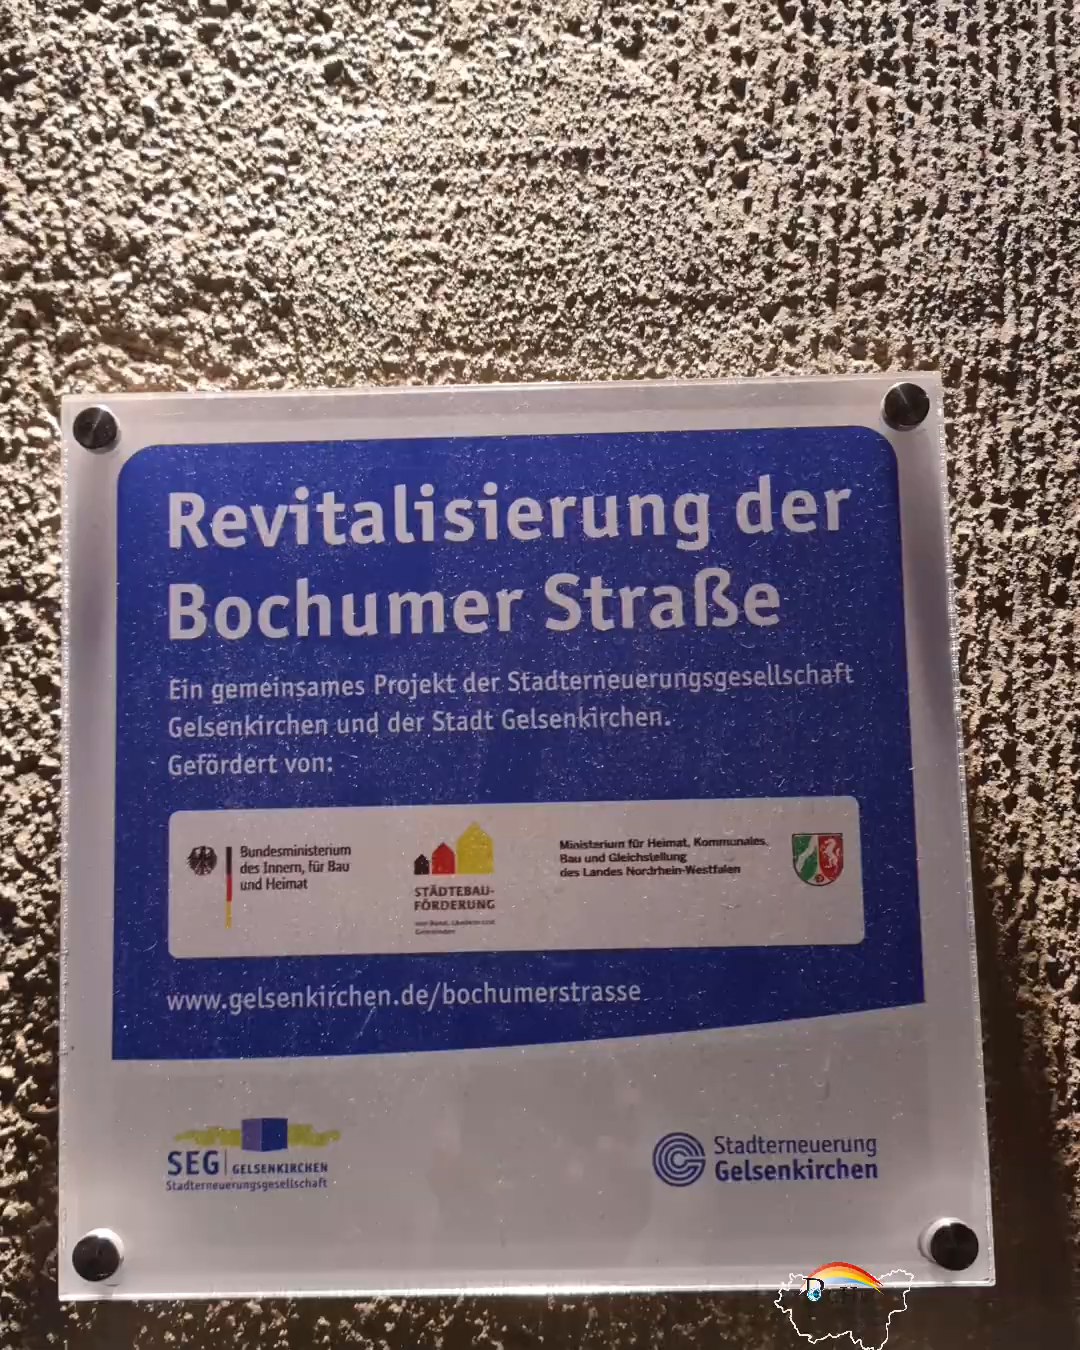 Revitalisierung der
Bochumer Straße
Ein gemeinsames Projekt der Stadterneuerungsgesellschaft
Gelsenkirchen und der Stadt Gelsenkirchen.
Gefördert von:
Bundesministerium
des Innern, für Bau
und Heimat
STÄDTEBAU-
FÖRDERUNG
von Bund, Ländern und
Gemeinden
Ministerium für Heimat, Kommunales,
Bau und Gleichstellung
des Landes Nordrhein-Westfalen
www.gelsenkirchen.de/bochumerstrasse
SEG GELSENKIRCHEN
Stadterneuerungsgesellschaft
Stadterneuerung
Gelsenkirchen